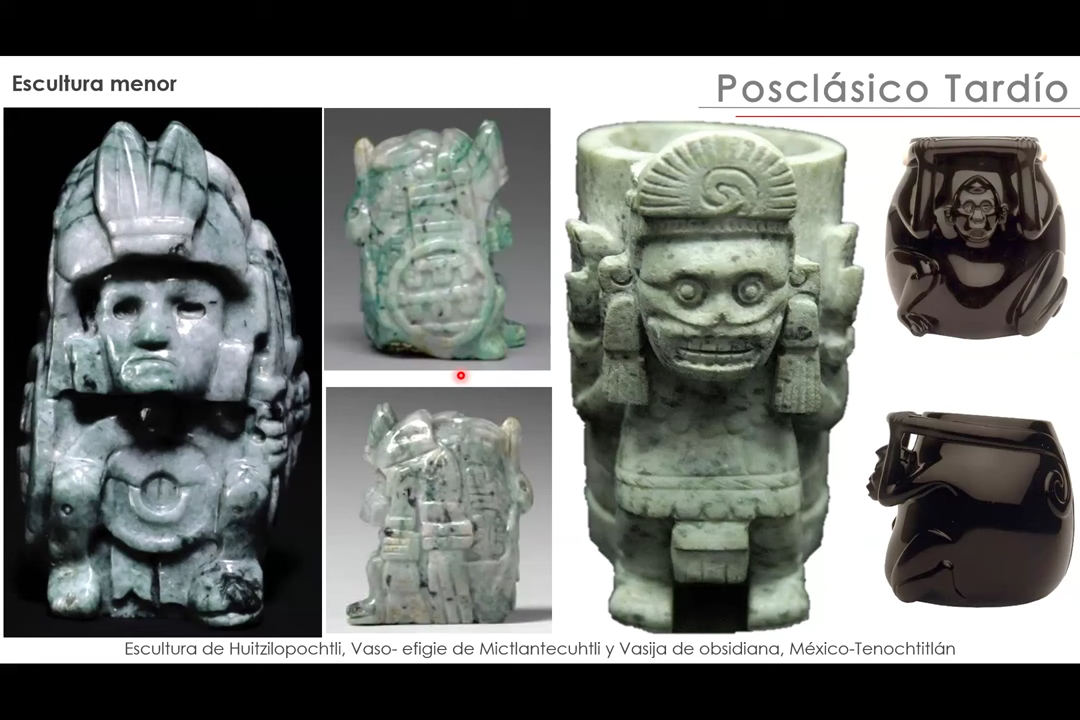 Escultura menor
Posclásico Tardío
Escultura de Huitzilopochtli, Vaso- efigie de Mictlantecuhtli y Vasija de obsidiana, México-Tenochtitlán